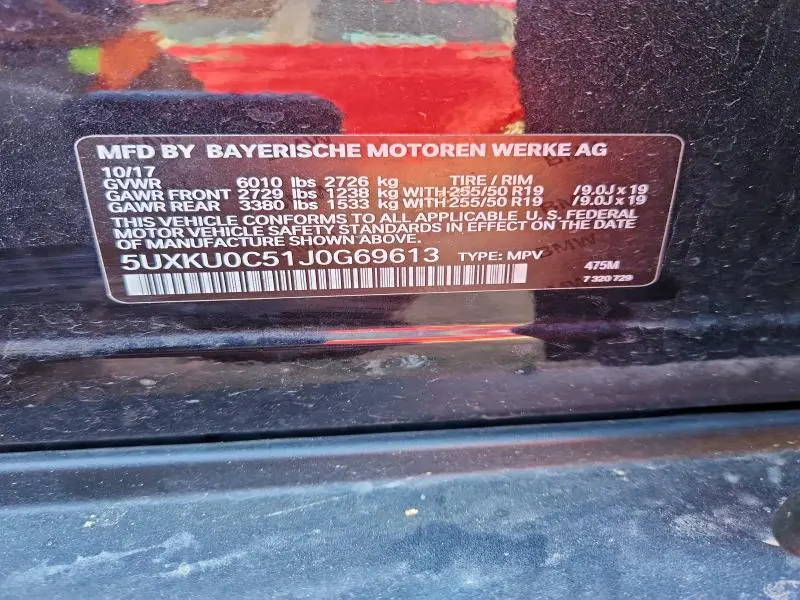 MFD BY BAYERISCHE MOTOREN WERKE AG
10/17
GVWR 6010 lbs 2726 kg TIRE / RIM
GAWR FRONT 2729 lbs 1238 kg WITH 255/50 R19 /9.0J x 19
GAWR REAR 3380 lbs 1533 kg WITH 255/50 R19 /9.0J x 19
THIS VEHICLE CONFORMS TO ALL APPLICABLE U. S. FEDERAL
MOTOR VEHICLE SAFETY STANDARDS IN EFFECT ON THE DATE
OF MANUFACTURE SHOWN ABOVE.
5UXKU0C51J0G69613 TYPE: MPV 475M
7 320 729